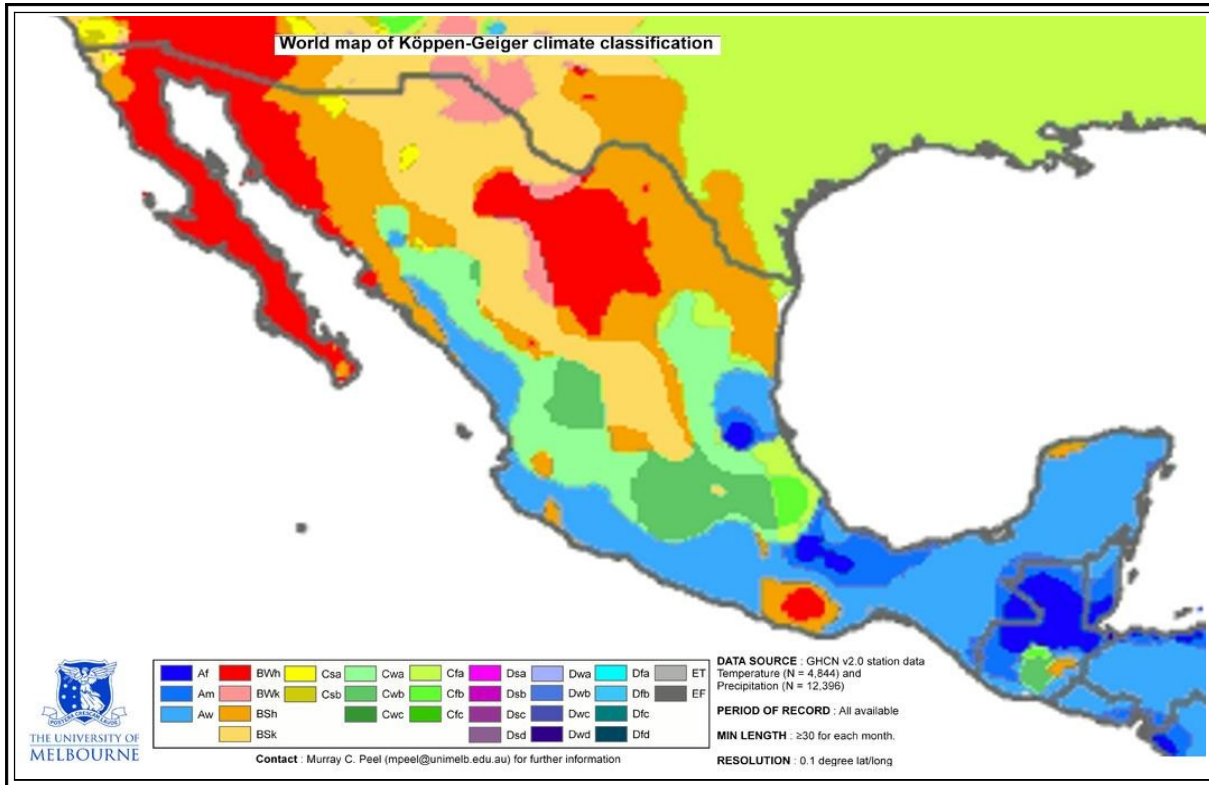 World map of Köppen-Geiger climate classification
THE UNIVERSITY OF
MELBOURNE
Af BWh Csa Cwa Cfa Dsa Dwa Dfa ET
Am BWk Csb Cwb Cfb Dsb Dwb Dfb EF
Aw BSh Cwc Cfc Dsc Dwc Dfc
BSk Dsd Dwd Dfd
Contact : Murray C. Peel (mpeel@unimelb.edu.au) for further information
DATA SOURCE : GHCN v2.0 station data
Temperature (N = 4,844) and
Precipitation (N = 12,396)
PERIOD OF RECORD : All available
MIN LENGTH : ≥30 for each month.
RESOLUTION : 0.1 degree lat/long